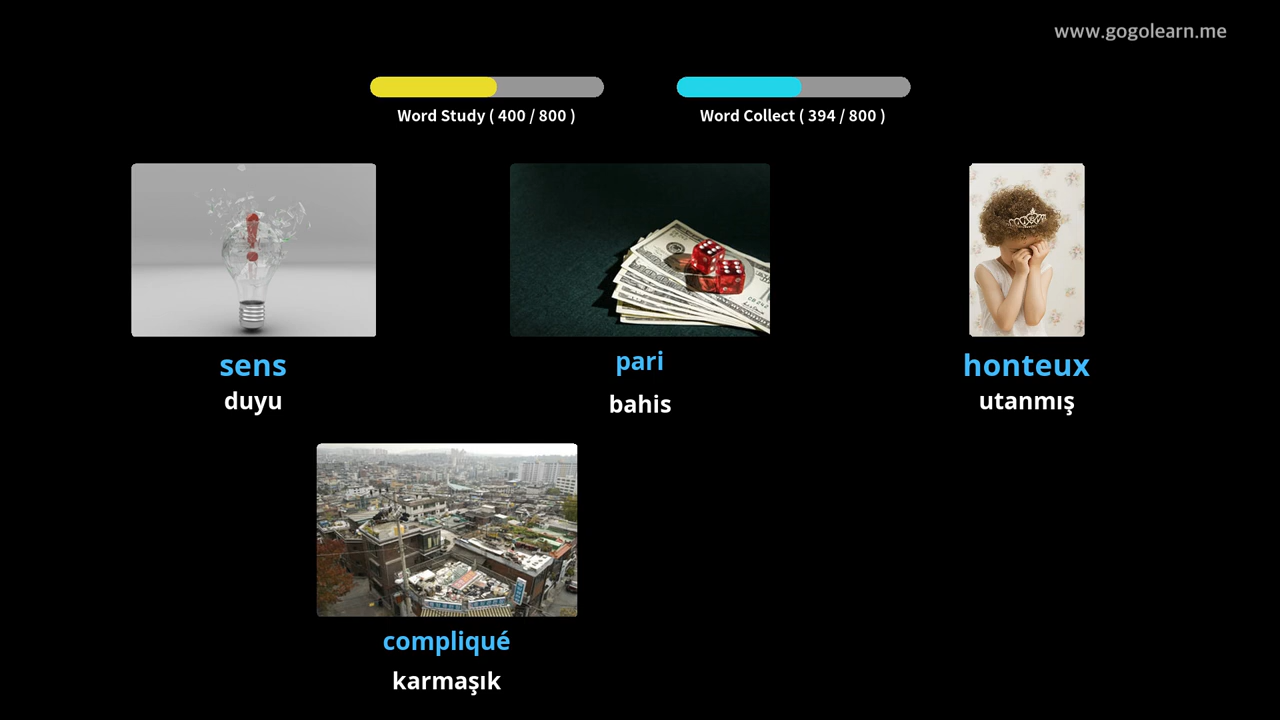 www.gogolearn.me
Word Study ( 400 / 800 )
Word Collect ( 394 / 800 )
sens
duyu
pari
bahis
honteux
utanmış
compliqué
karmaşık